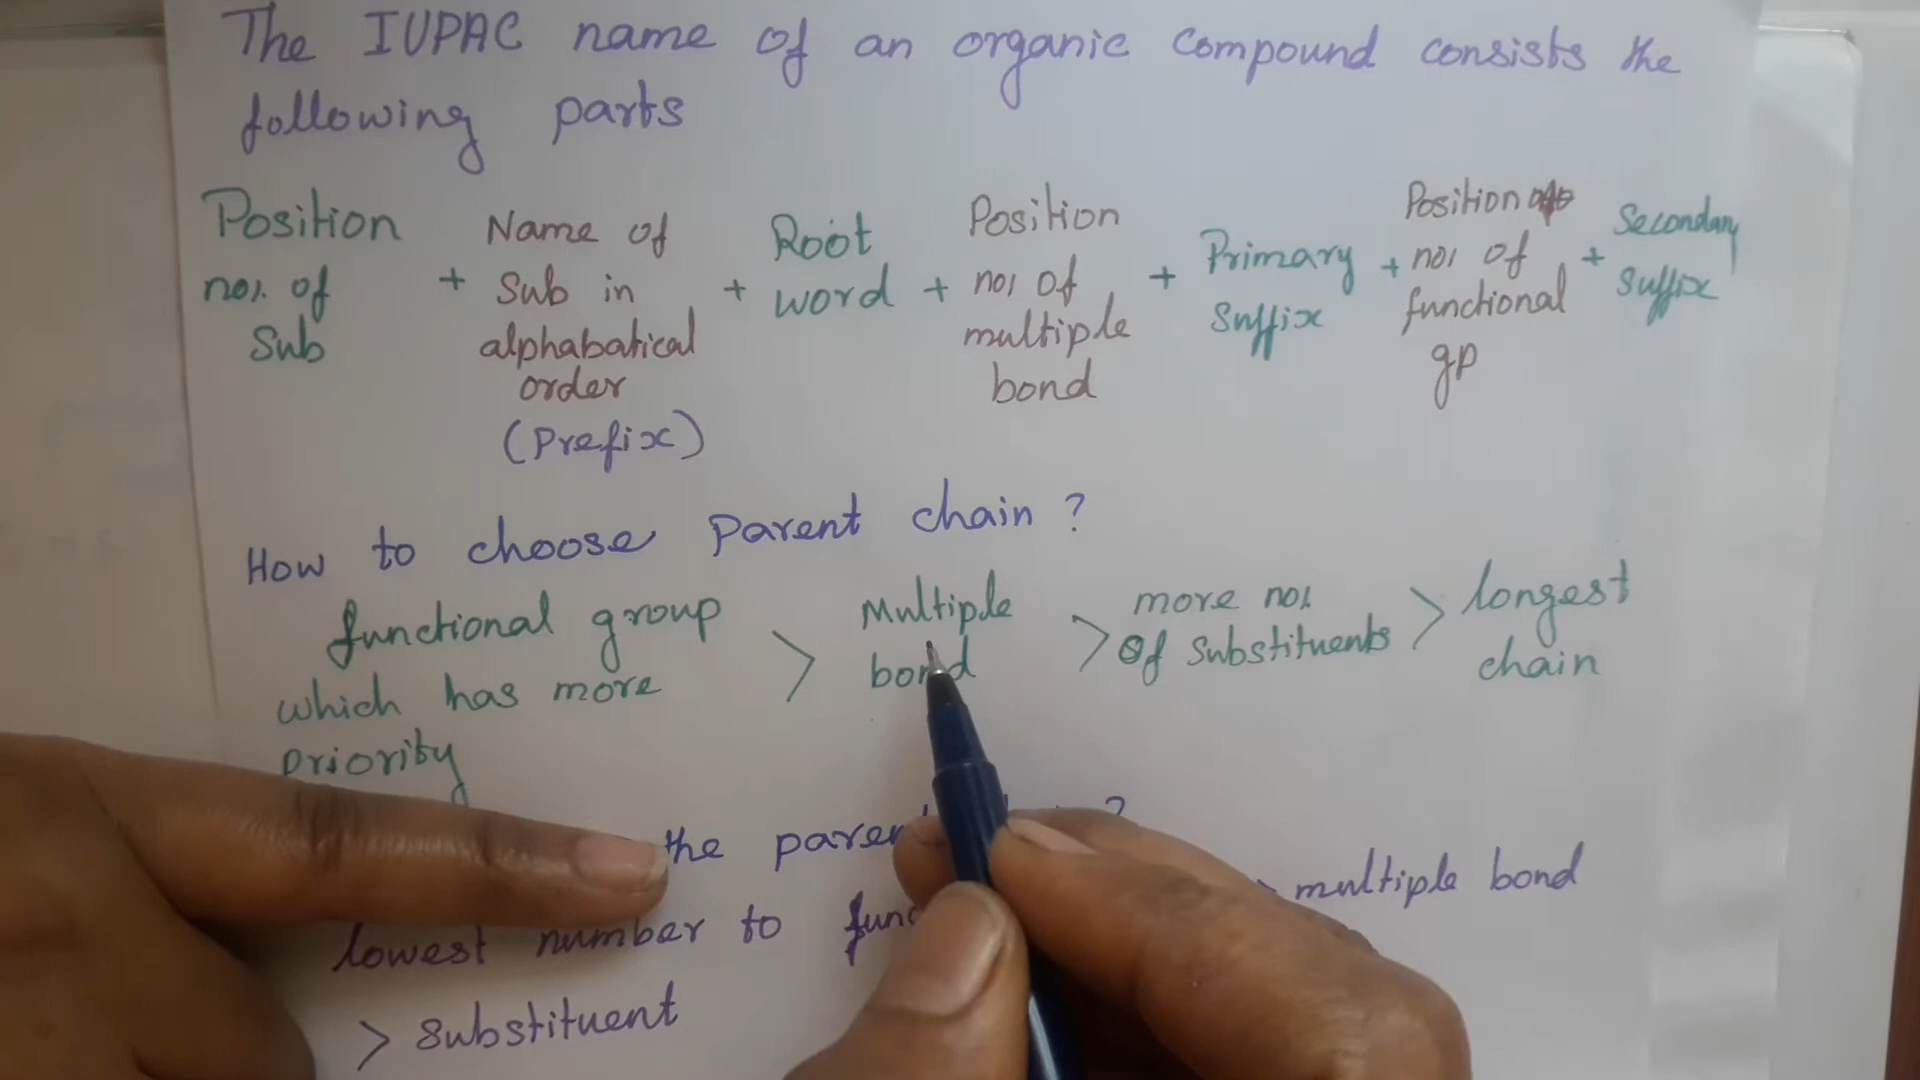 The IUPAC name of an organic compound consists the
following parts
Position no. of Sub + Name of Sub in alphabatical order (Prefix) + Root word + Position no. of multiple bond + Primary Suffix + Position no. of functional gp + Secondary Suffix
How to choose parent chain ?
functional group which has more priority > Multiple bond > more no. of substituents > longest chain
the ?
lowest number to multiple bond
> substituent